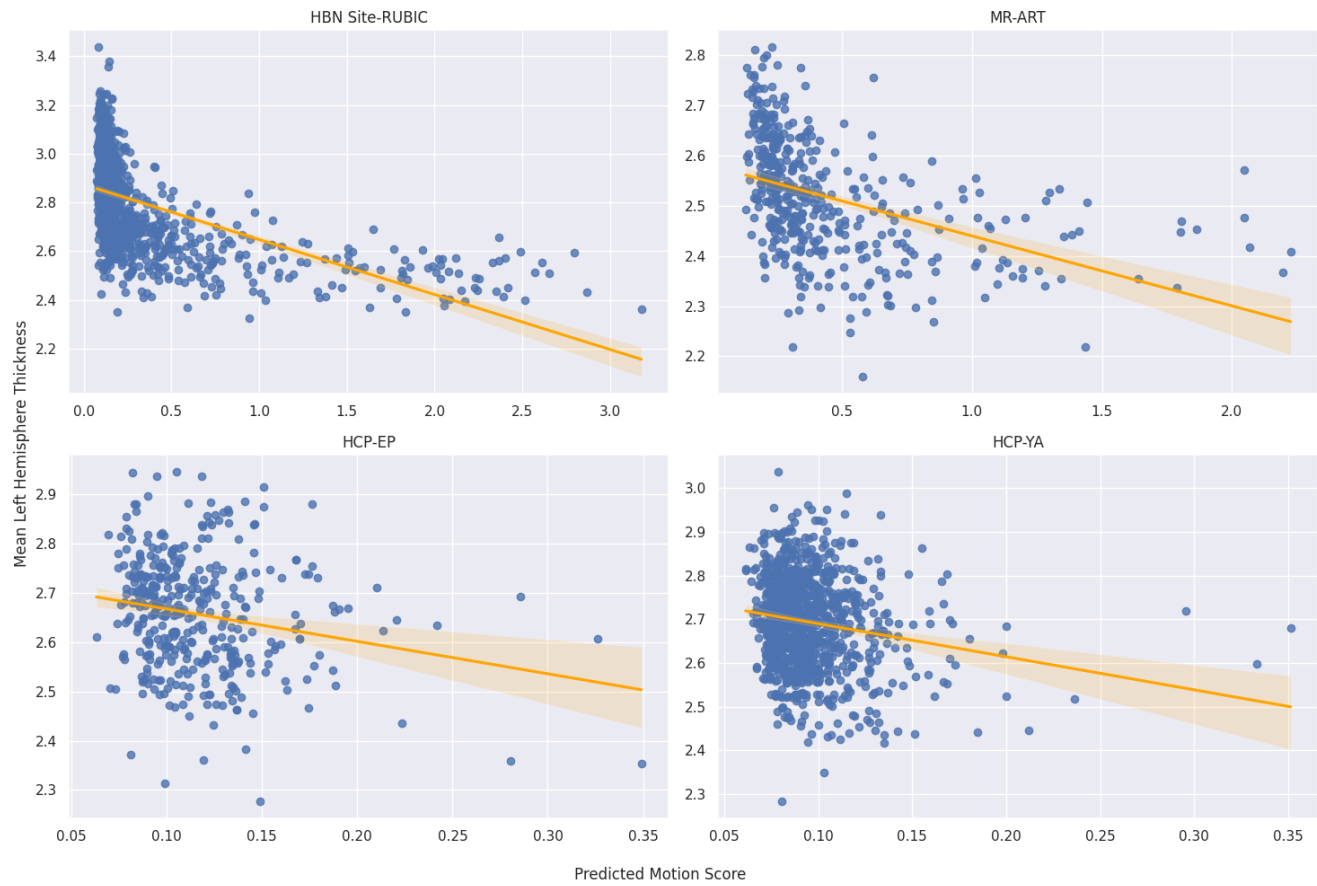 HBN Site-RUBIC
MR-ART
3.4
3.2
3.0
2.8
2.6
2.4
2.2
0.0 0.5 1.0 1.5 2.0 2.5 3.0
2.8
2.7
2.6
2.5
2.4
2.3
2.2
0.5 1.0 1.5 2.0
Mean Left Hemisphere Thickness
HCP-EP
HCP-YA
2.9
2.8
2.7
2.6
2.5
2.4
2.3
0.05 0.10 0.15 0.20 0.25 0.30 0.35
3.0
2.9
2.8
2.7
2.6
2.5
2.4
2.3
0.05 0.10 0.15 0.20 0.25 0.30 0.35
Predicted Motion Score